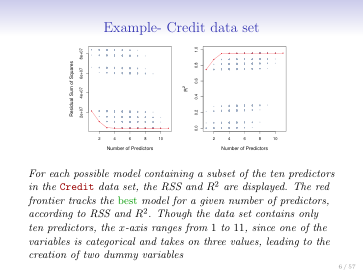 Example- Credit data set
Residual Sum of Squares
2e+07 4e+07 6e+07 8e+07
2 4 6 8 10
Number of Predictors
R²
0.0 0.2 0.4 0.6 0.8 1.0
2 4 6 8 10
Number of Predictors
For each possible model containing a subset of the ten predictors
in the Credit data set, the RSS and R² are displayed. The red
frontier tracks the best model for a given number of predictors,
according to RSS and R². Though the data set contains only
ten predictors, the x-axis ranges from 1 to 11, since one of the
variables is categorical and takes on three values, leading to the
creation of two dummy variables
6 / 57